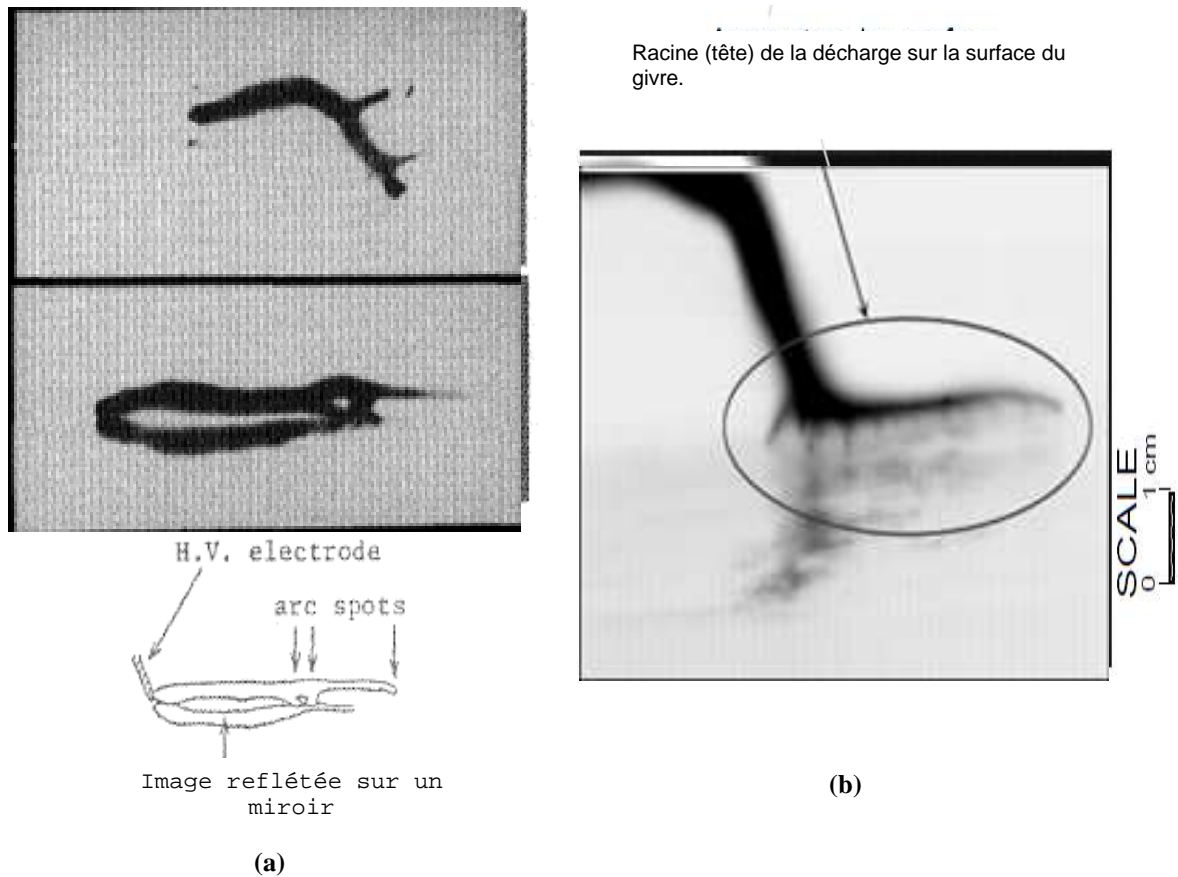 H.V. electrode
arc spots
Image reflétée sur un
miroir
(a)
Racine (tête) de la décharge sur la surface du
givre.
SCALE
0 1 cm
(b)